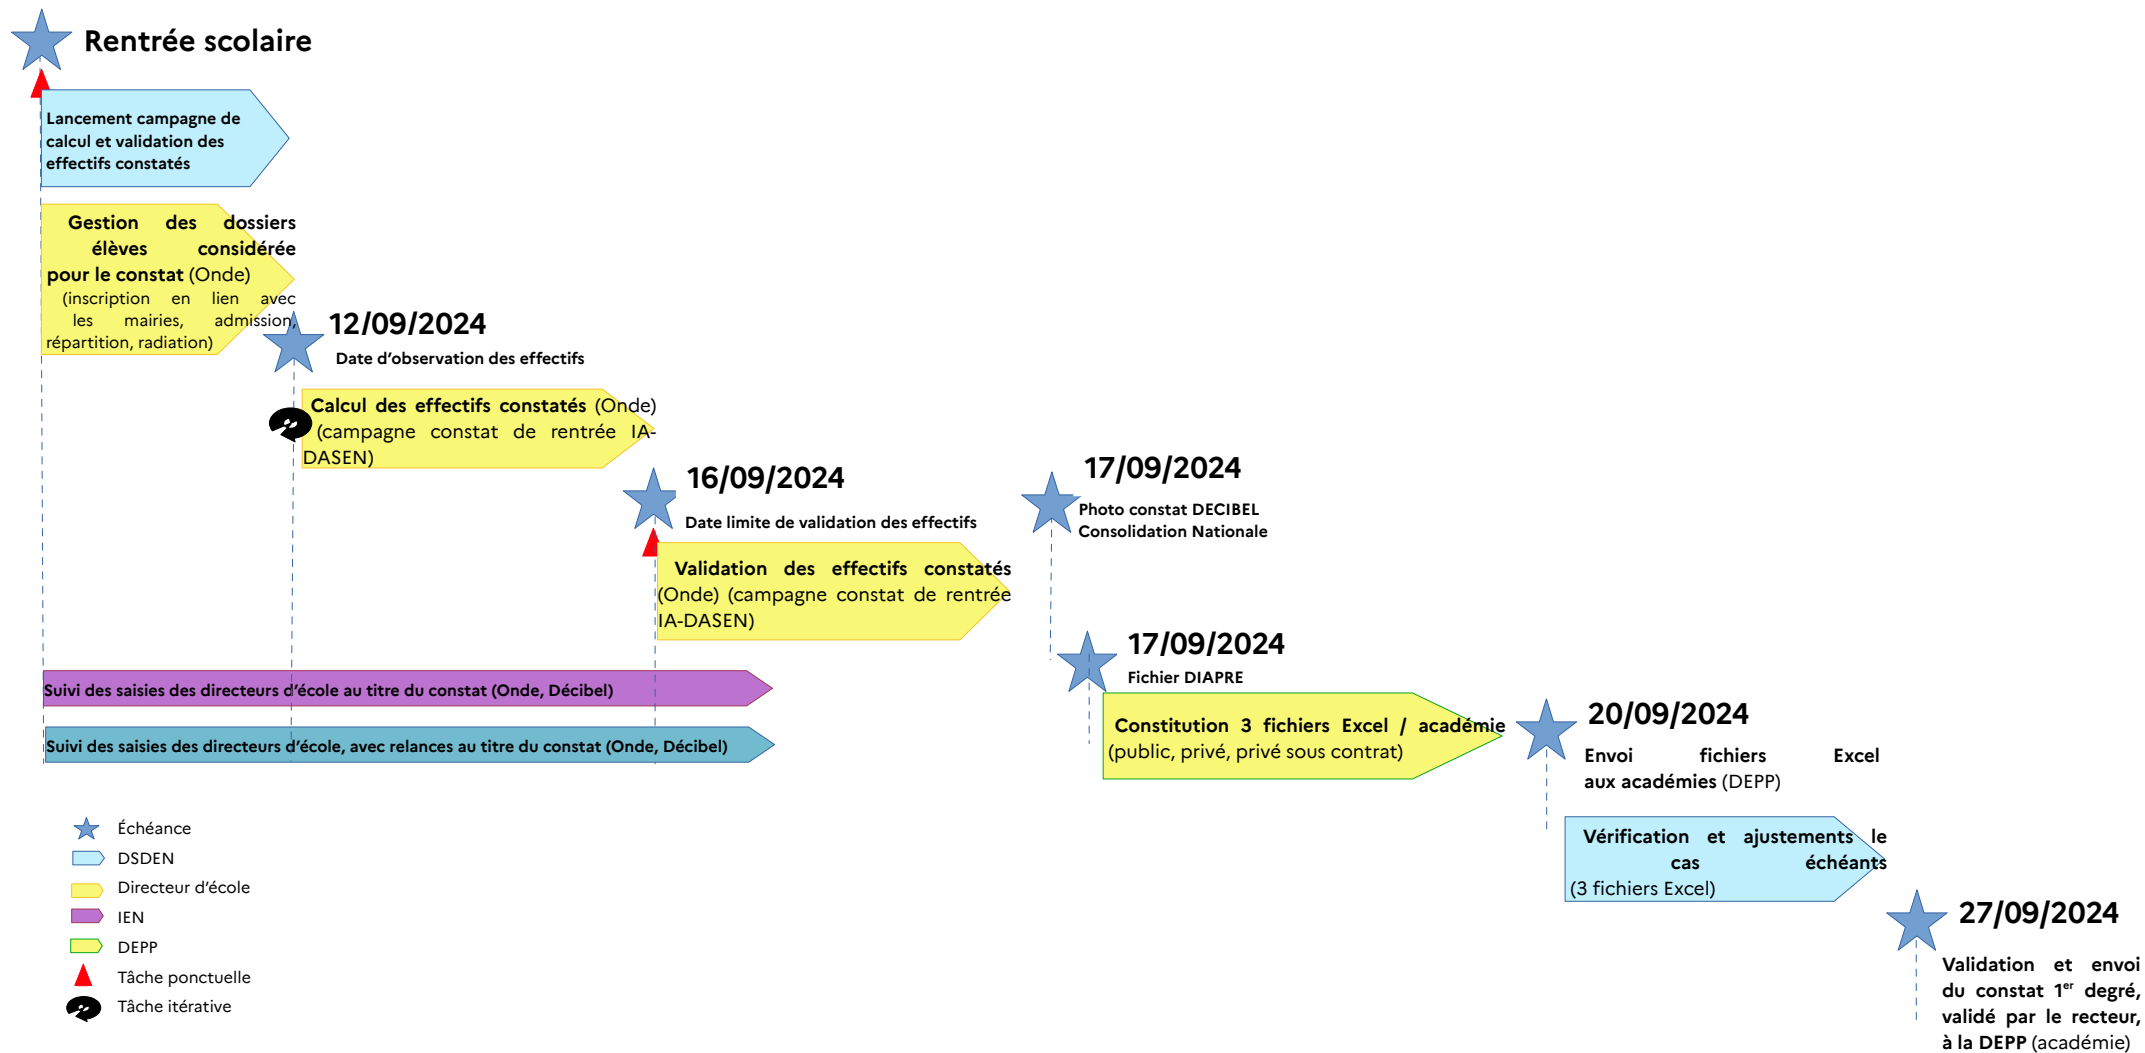 Rentrée scolaire
Lancement campagne de
calcul et validation des
effectifs constatés
Gestion des dossiers
élèves considérée
pour le constat (Onde)
(inscription en lien avec
les mairies, admission,
répartition, radiation)
12/09/2024
Date d'observation des effectifs
Calcul des effectifs constatés (Onde)
(campagne constat de rentrée IA-
DASEN)
16/09/2024
Date limite de validation des effectifs
Validation des effectifs constatés
(Onde) (campagne constat de rentrée
IA-DASEN)
17/09/2024
Photo constat DECIBEL
Consolidation Nationale
17/09/2024
Fichier DIAPRE
Constitution 3 fichiers Excel / académie
(public, privé, privé sous contrat)
Suivi des saisies des directeurs d'école au titre du constat (Onde, Décibel)
Suivi des saisies des directeurs d'école, avec relances au titre du constat (Onde, Décibel)
20/09/2024
Envoi fichiers Excel
aux académies (DEPP)
Vérification et ajustements le
cas échéants
(3 fichiers Excel)
27/09/2024
Validation et envoi
du constat 1er degré,
validé par le recteur,
à la DEPP (académie)
Échéance
DSDEN
Directeur d'école
IEN
DEPP
Tâche ponctuelle
Tâche itérative